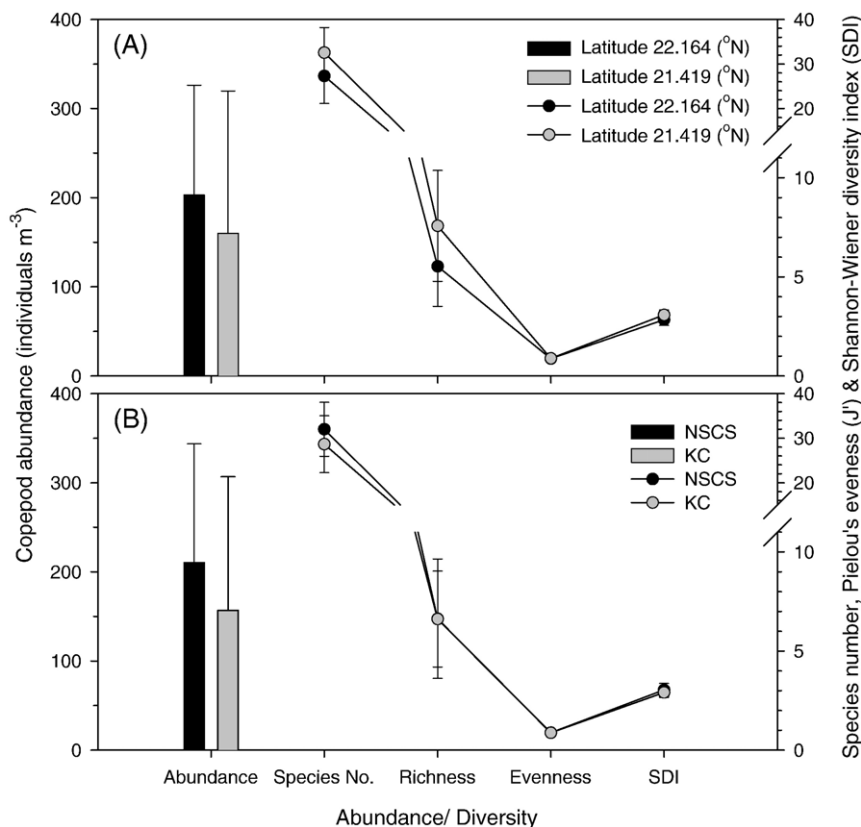 (A)
Latitude 22.164 (°N)
Latitude 21.419 (°N)
Latitude 22.164 (°N)
Latitude 21.419 (°N)
400
300
200
100
0
40
30
20
10
5
0
(B)
NSCS
KC
NSCS
KC
400
300
200
100
0
40
30
20
10
5
0
Abundance Species No. Richness Evenness SDI
Abundance/ Diversity
Copepod abundance (individuals m-3)
Species number, Pielou's eveness (J') & Shannon-Wiener diversity index (SDI)